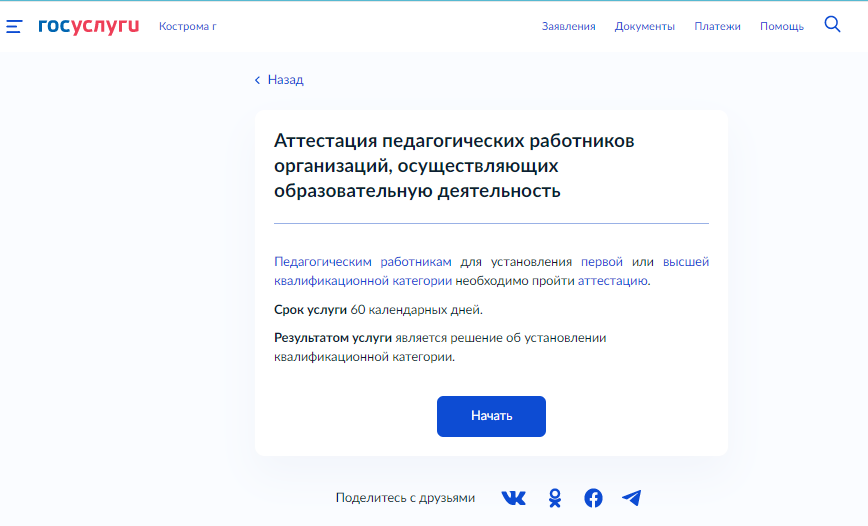 госуслуги Кострома г Заявления Документы Платежи Помощь
Назад
Аттестация педагогических работников
организаций, осуществляющих
образовательную деятельность
Педагогическим работникам для установления первой или высшей
квалификационной категории необходимо пройти аттестацию.
Срок услуги 60 календарных дней.
Результатом услуги является решение об установлении
квалификационной категории.
Начать
Поделитесь с друзьями